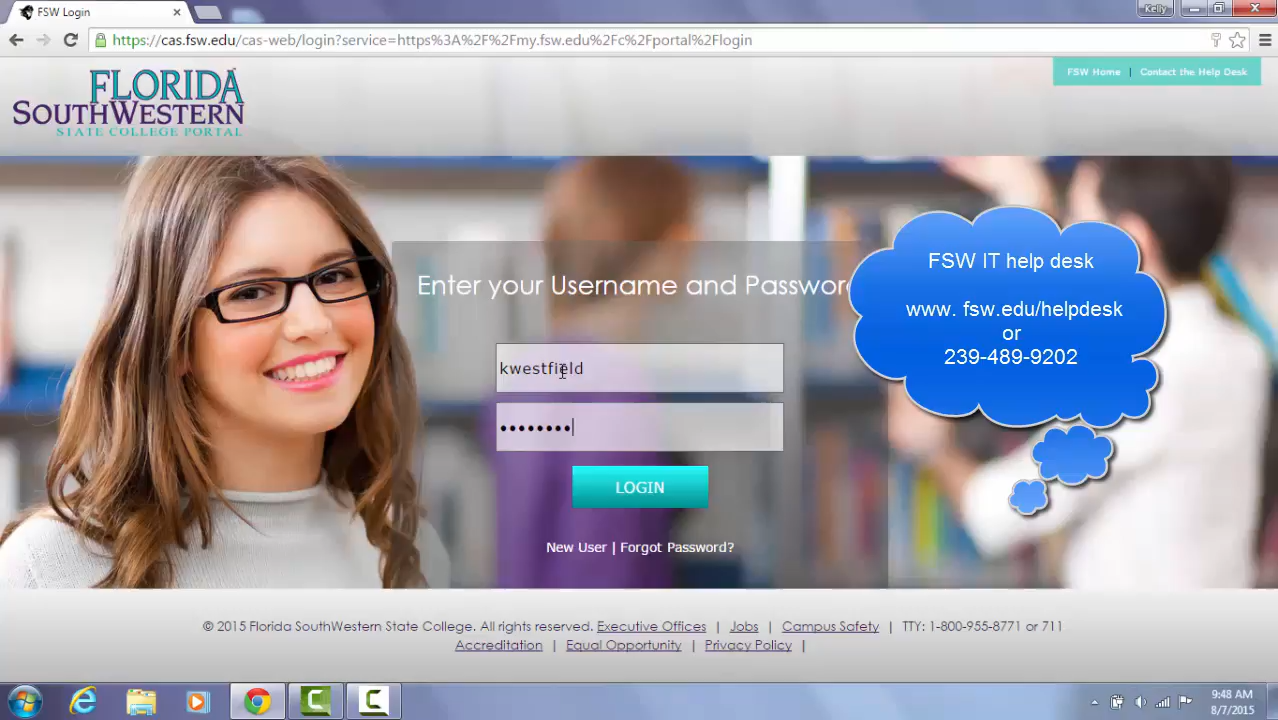 FSW Login
Kelly
https://cas.fsw.edu/cas-web/login?service=https%3A%2F%2Fmy.fsw.edu%2Fc%2Fportal%2Flogin
FLORIDA
SOUTHWESTERN
STATE COLLEGE PORTAL
FSW Home | Contact the Help Desk
Enter your Username and Passwor
FSW IT help desk
www. fsw.edu/helpdesk
or
239-489-9202
kwestfield
••••••••
LOGIN
New User | Forgot Password?
© 2015 Florida SouthWestern State College. All rights reserved. Executive Offices | Jobs | Campus Safety | TTY: 1-800-955-8771 or 711
Accreditation | Equal Opportunity | Privacy Policy |
9:48 AM
8/7/2015